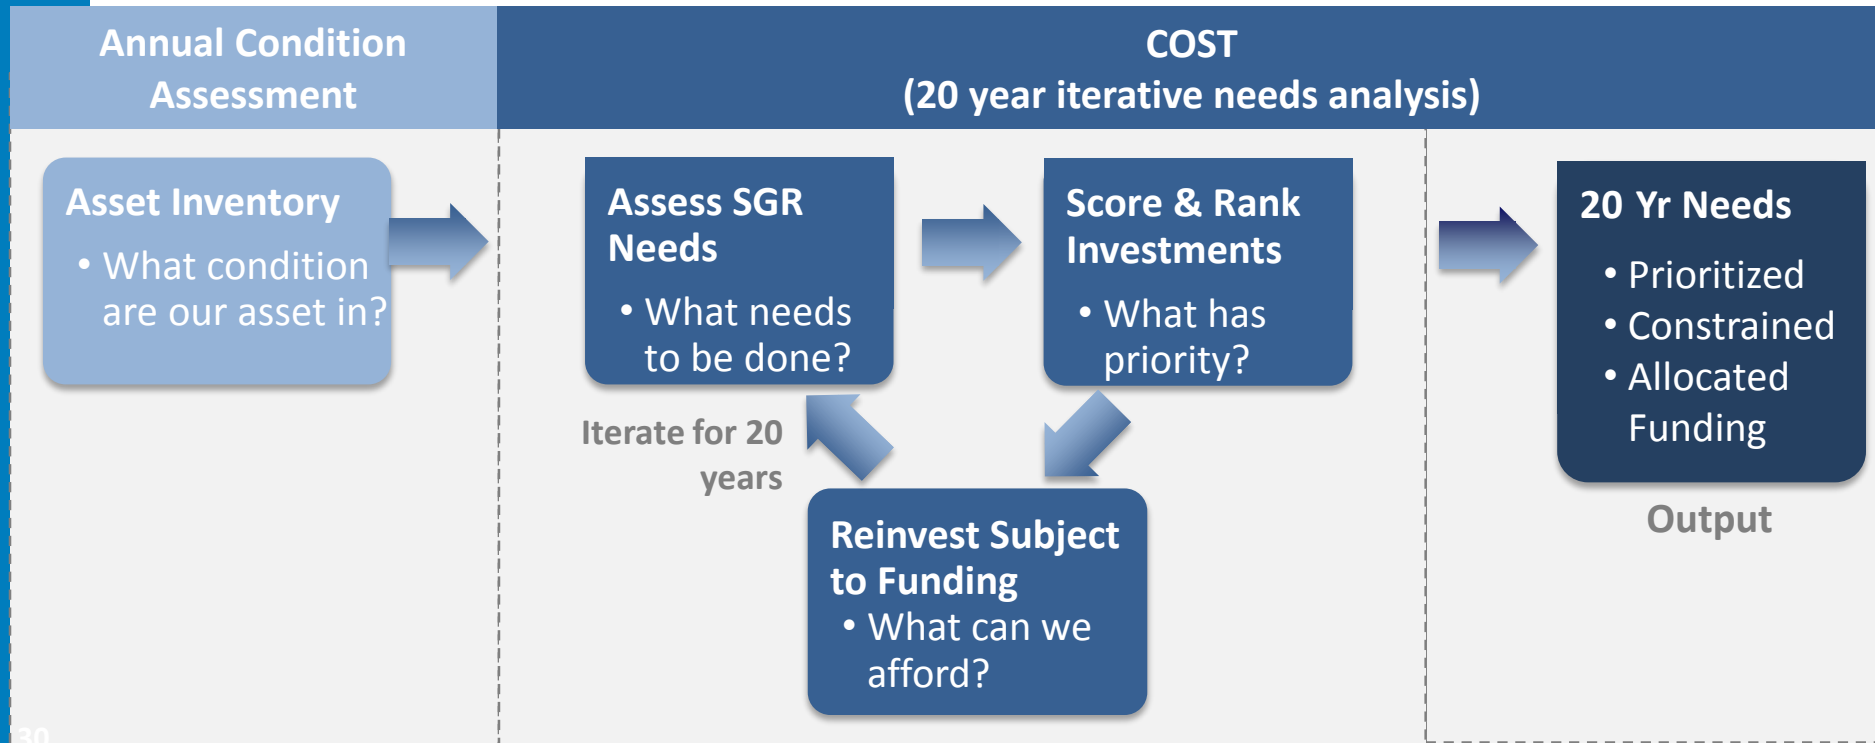 Annual Condition
Assessment
COST
(20 year iterative needs analysis)
Asset Inventory
• What condition
are our asset in?
Assess SGR
Needs
• What needs
to be done?
Score & Rank
Investments
• What has
priority?
20 Yr Needs
• Prioritized
• Constrained
• Allocated
Funding
Iterate for 20
years
Output
Reinvest Subject
to Funding
• What can we
afford?
30